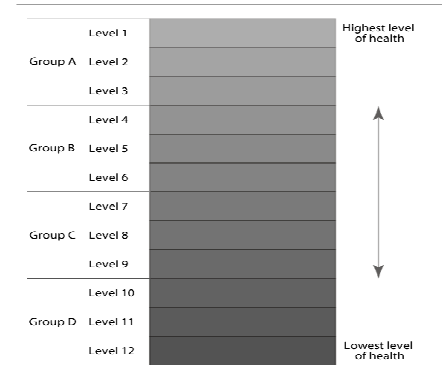 Level 1
Highest level
of health
Group A Level 2
Level 3
Level 4
Group B Level 5
Level 6
Level 7
Group C Level 8
Level 9
Level 10
Group D Level 11
Level 12
Lowest level
of health